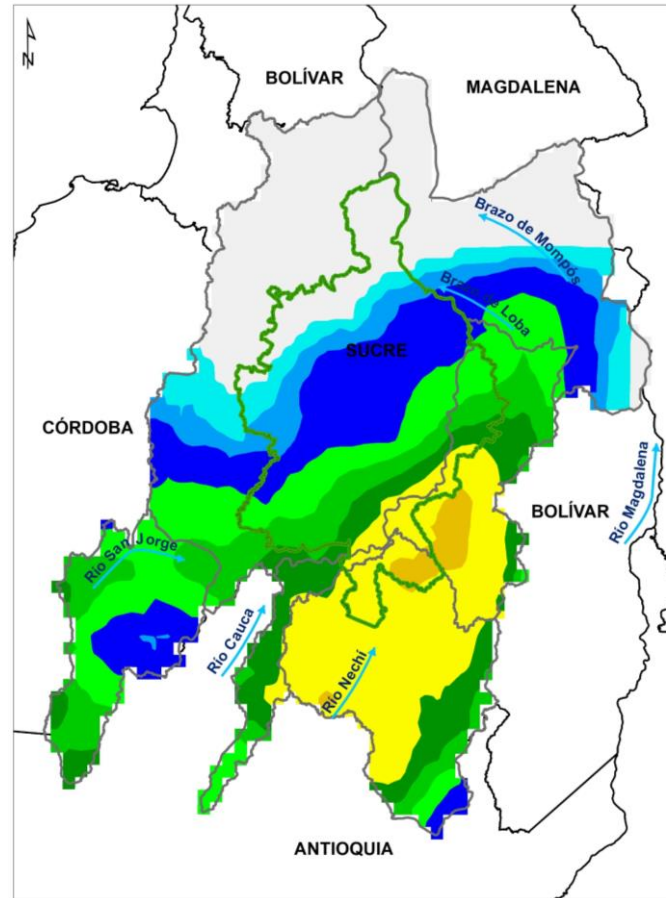 N
BOLÍVAR
MAGDALENA
Brazo de Mompós
Brazo de Loba
SUCRE
CÓRDOBA
BOLÍVAR
Río Magdalena
Río San Jorge
Río Cauca
Río Nechí
ANTIOQUIA